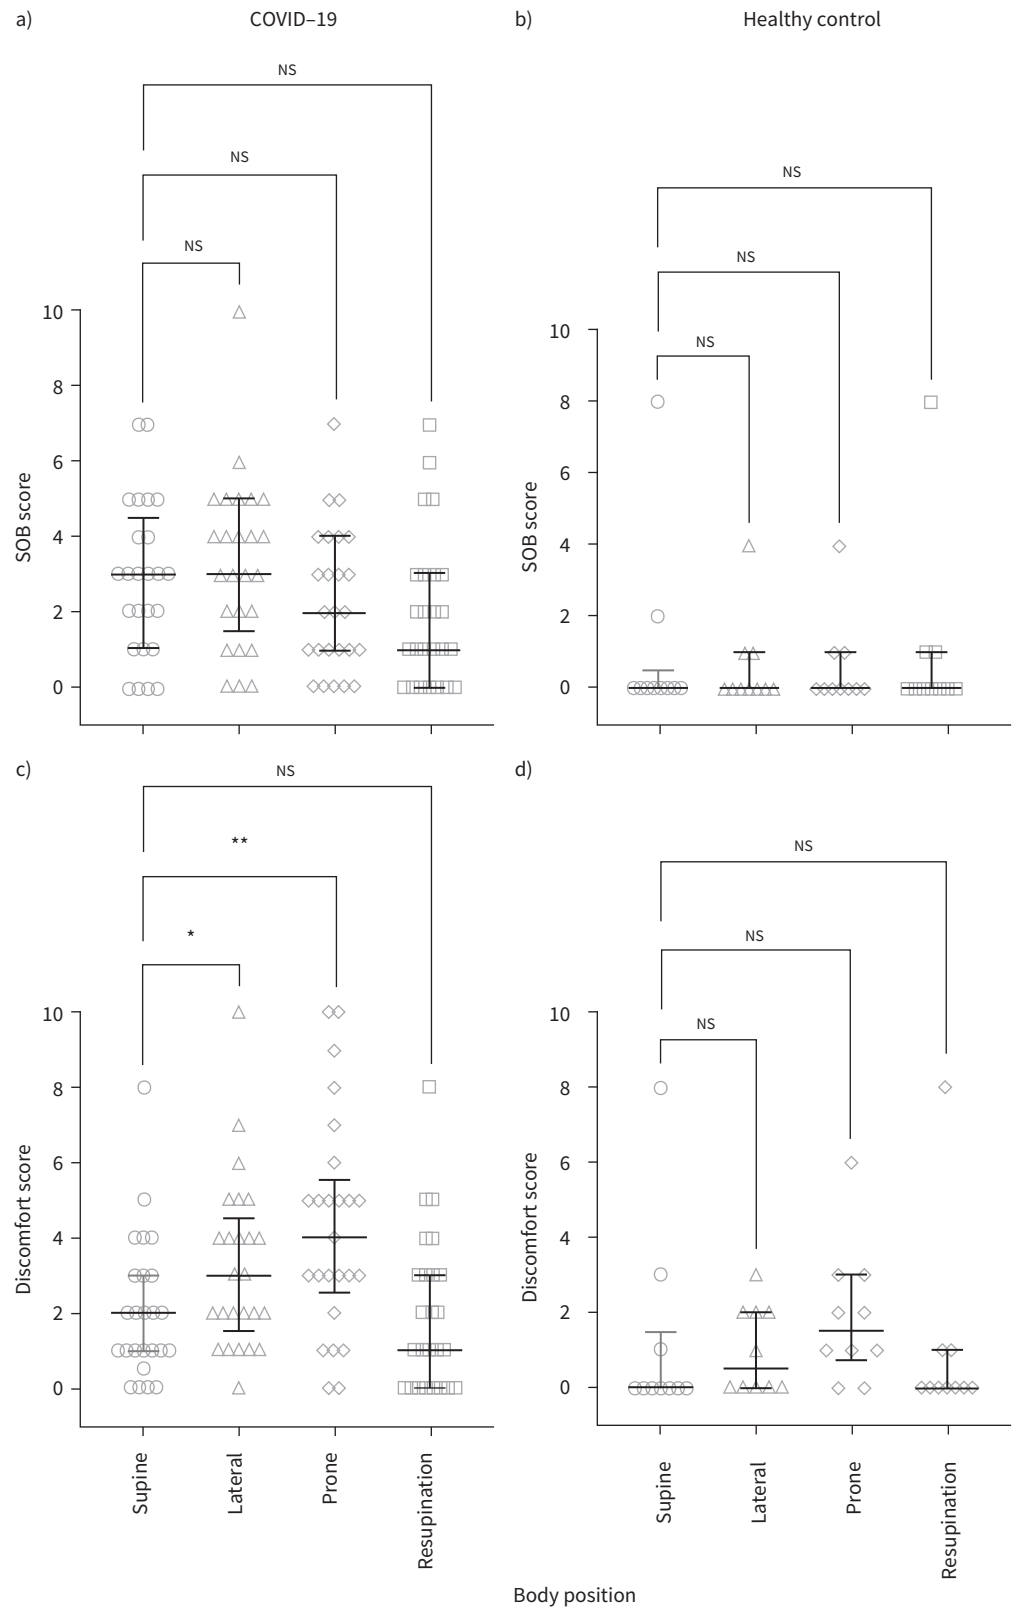 a) COVID–19
NS
NS
NS
10
8
6
4
2
0
SOB score
b) Healthy control
NS
NS
NS
10
8
6
4
2
0
SOB score
c)
NS
**
*
10
8
6
4
2
0
Discomfort score
Supine
Lateral
Prone
Resupination
d)
NS
NS
NS
10
8
6
4
2
0
Discomfort score
Supine
Lateral
Prone
Resupination
Body position